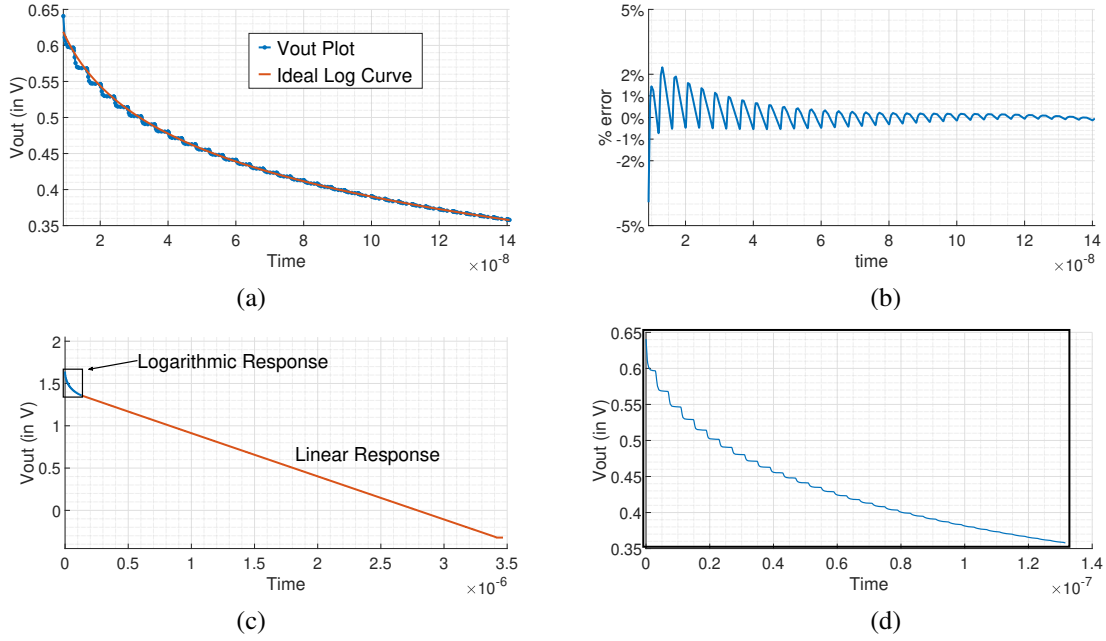 0.65
0.6
0.55
0.5
0.45
0.4
0.35
Vout (in V)
Vout Plot
Ideal Log Curve
2 4 6 8 10 12 14
Time
×10-8
(a)
5%
2%
1%
0%
-1%
-2%
-5%
% error
2 4 6 8 10 12 14
time
×10-8
(b)
2
1.5
1
0.5
0
Vout (in V)
Logarithmic Response
Linear Response
0 0.5 1 1.5 2 2.5 3 3.5
Time
×10-6
(c)
0.65
0.6
0.55
0.5
0.45
0.4
0.35
Vout (in V)
0 0.2 0.4 0.6 0.8 1 1.2 1.4
Time
×10-7
(d)